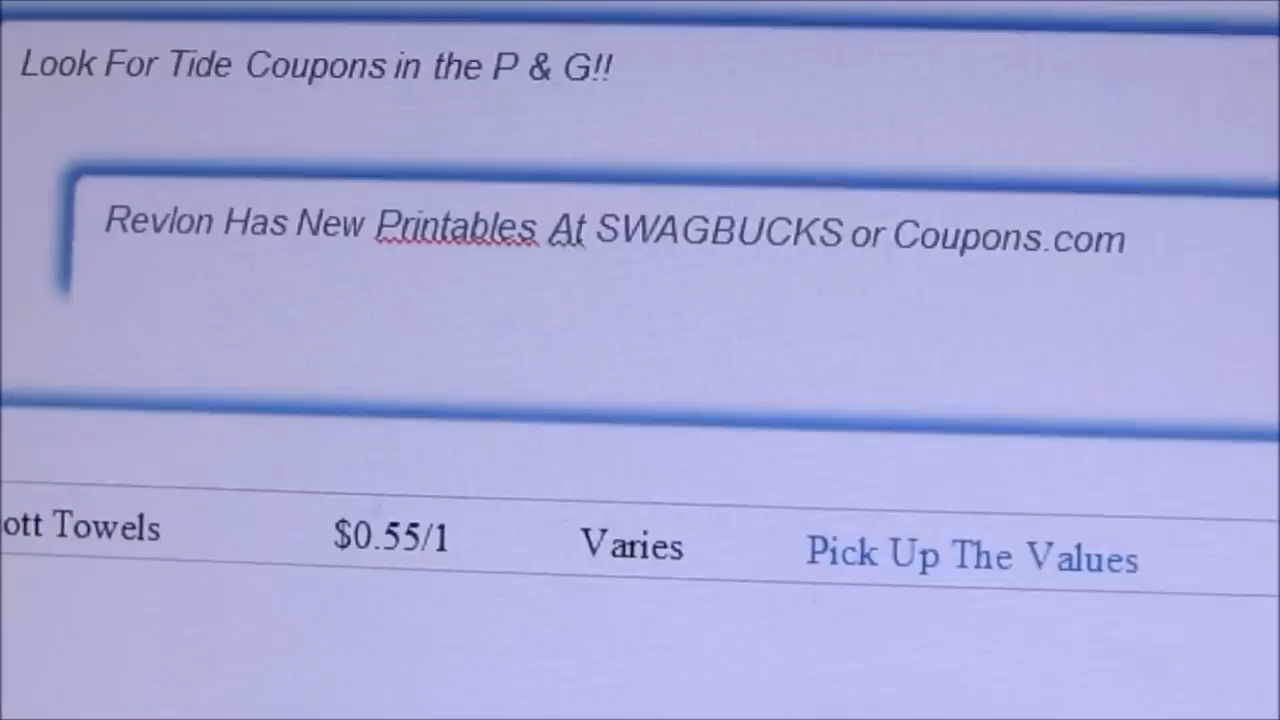 Look For Tide Coupons in the P & G!!
Revlon Has New Printables At SWAGBUCKS or Coupons.com
ott Towels $0.55/1 Varies Pick Up The Values